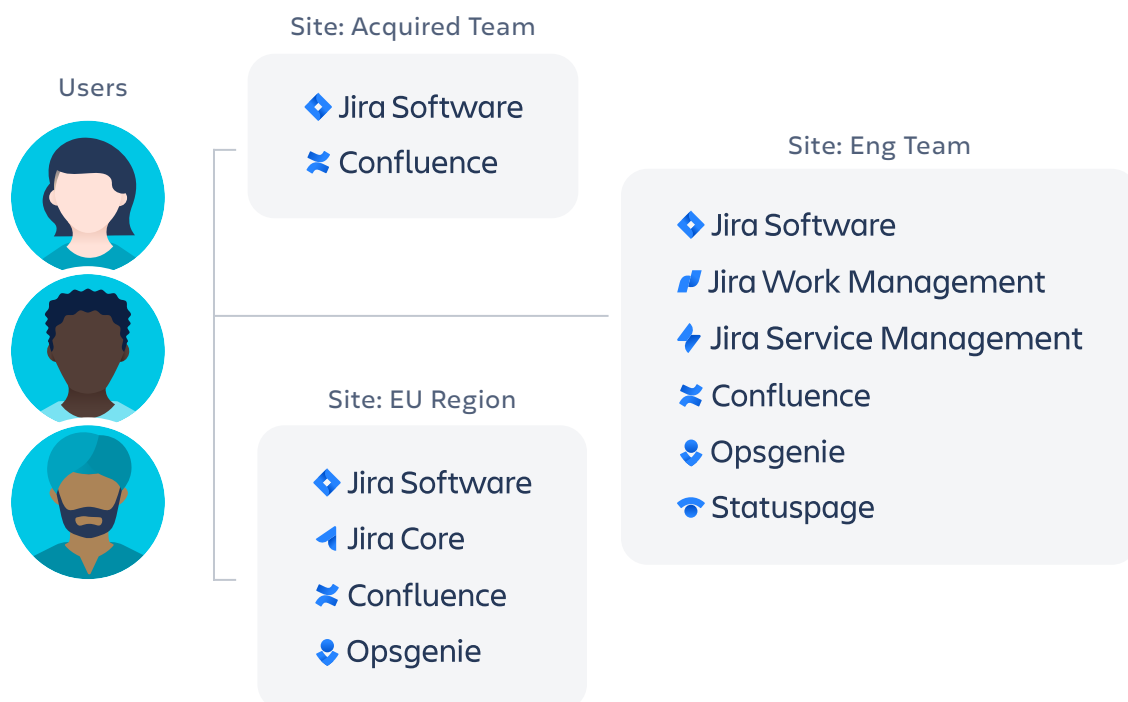 Users
Site: Acquired Team
Jira Software
Confluence
Site: Eng Team
Jira Software
Jira Work Management
Jira Service Management
Confluence
Opsgenie
Statuspage
Site: EU Region
Jira Software
Jira Core
Confluence
Opsgenie